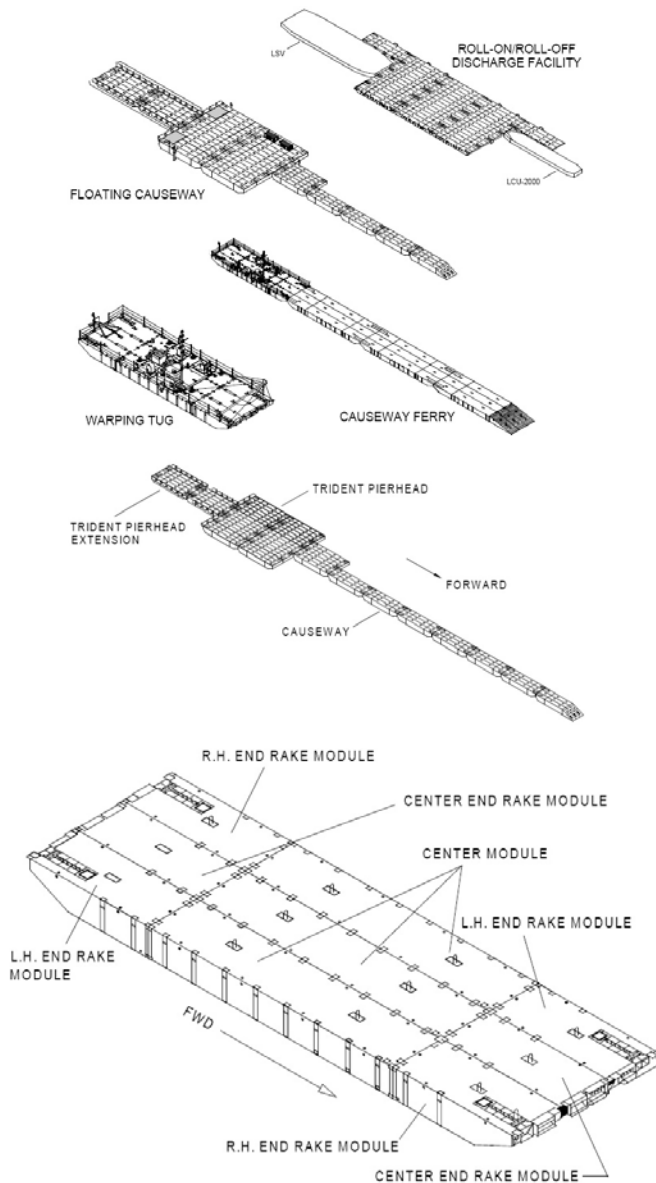 LSV
ROLL-ON/ROLL-OFF
DISCHARGE FACILITY
LCU-2000
FLOATING CAUSEWAY
WARPING TUG
CAUSEWAY FERRY
TRIDENT PIERHEAD
TRIDENT PIERHEAD
EXTENSION
FORWARD
CAUSEWAY
R.H. END RAKE MODULE
CENTER END RAKE MODULE
CENTER MODULE
L.H. END RAKE MODULE
L.H. END RAKE
MODULE
FWD
R.H. END RAKE MODULE
CENTER END RAKE MODULE